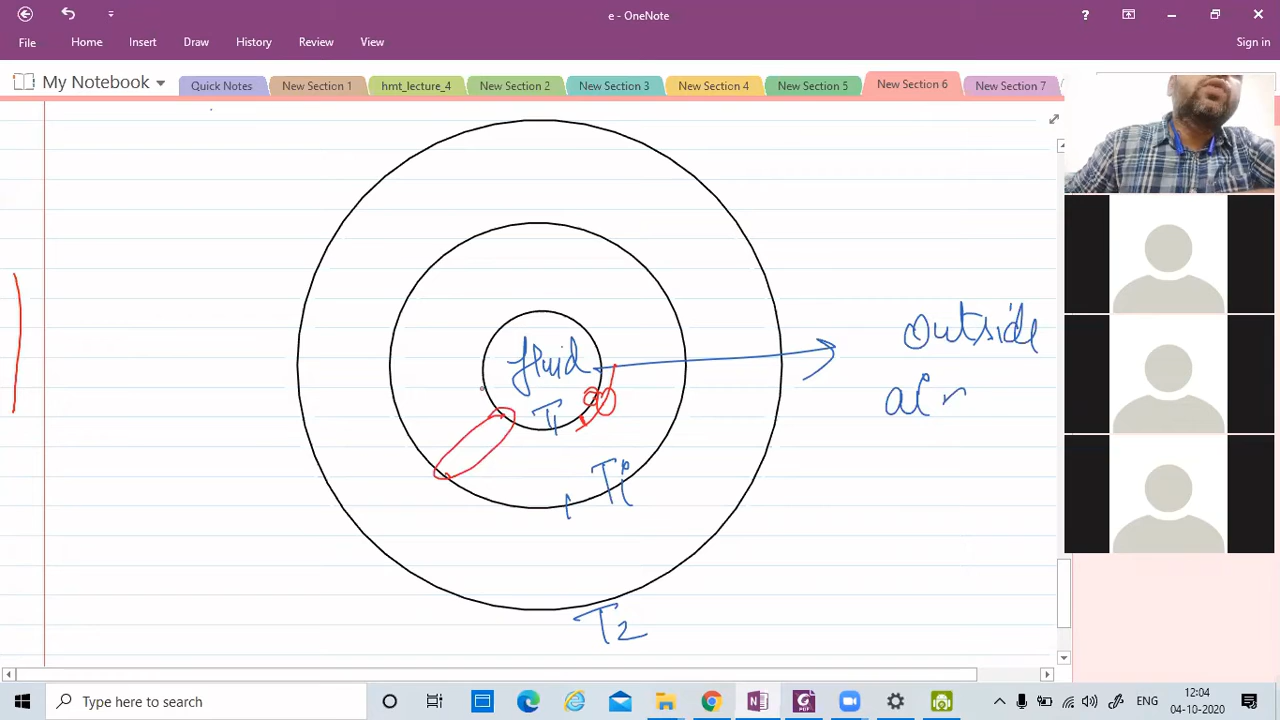 e - OneNote
File Home Insert Draw History Review View
Sign in
My Notebook
Quick Notes New Section 1 hmt_lecture_4 New Section 2 New Section 3 New Section 4 New Section 5 New Section 6 New Section 7
fluid
outside
air
T1
Ti
T2
Type here to search
ENG
2:04
04-10-2020